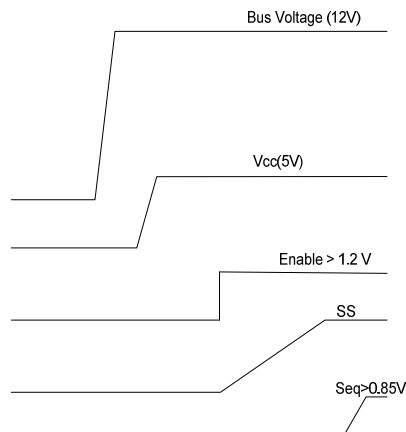 Bus Voltage (12V)
Vcc(5V)
Enable > 1.2 V
SS
Seq>0.85V